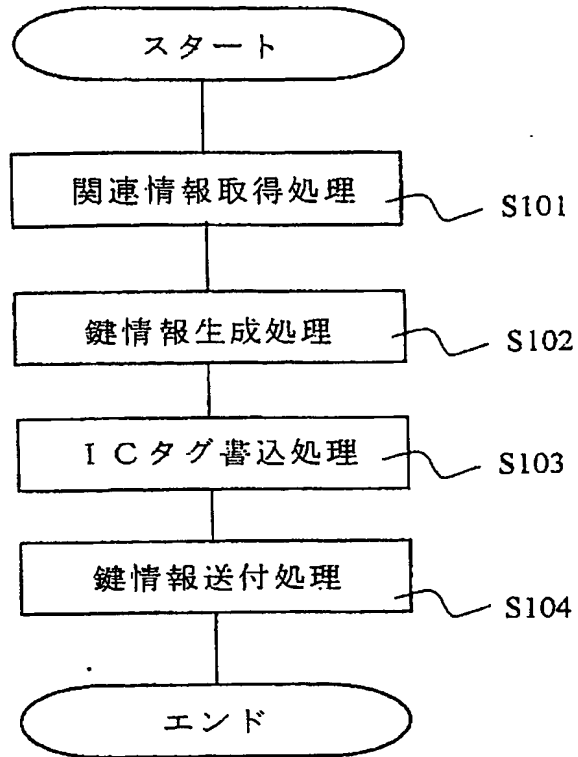 スタート
関連情報取得処理
S101
鍵情報生成処理
S102
ICタグ書込処理
S103
鍵情報送付処理
S104
エンド